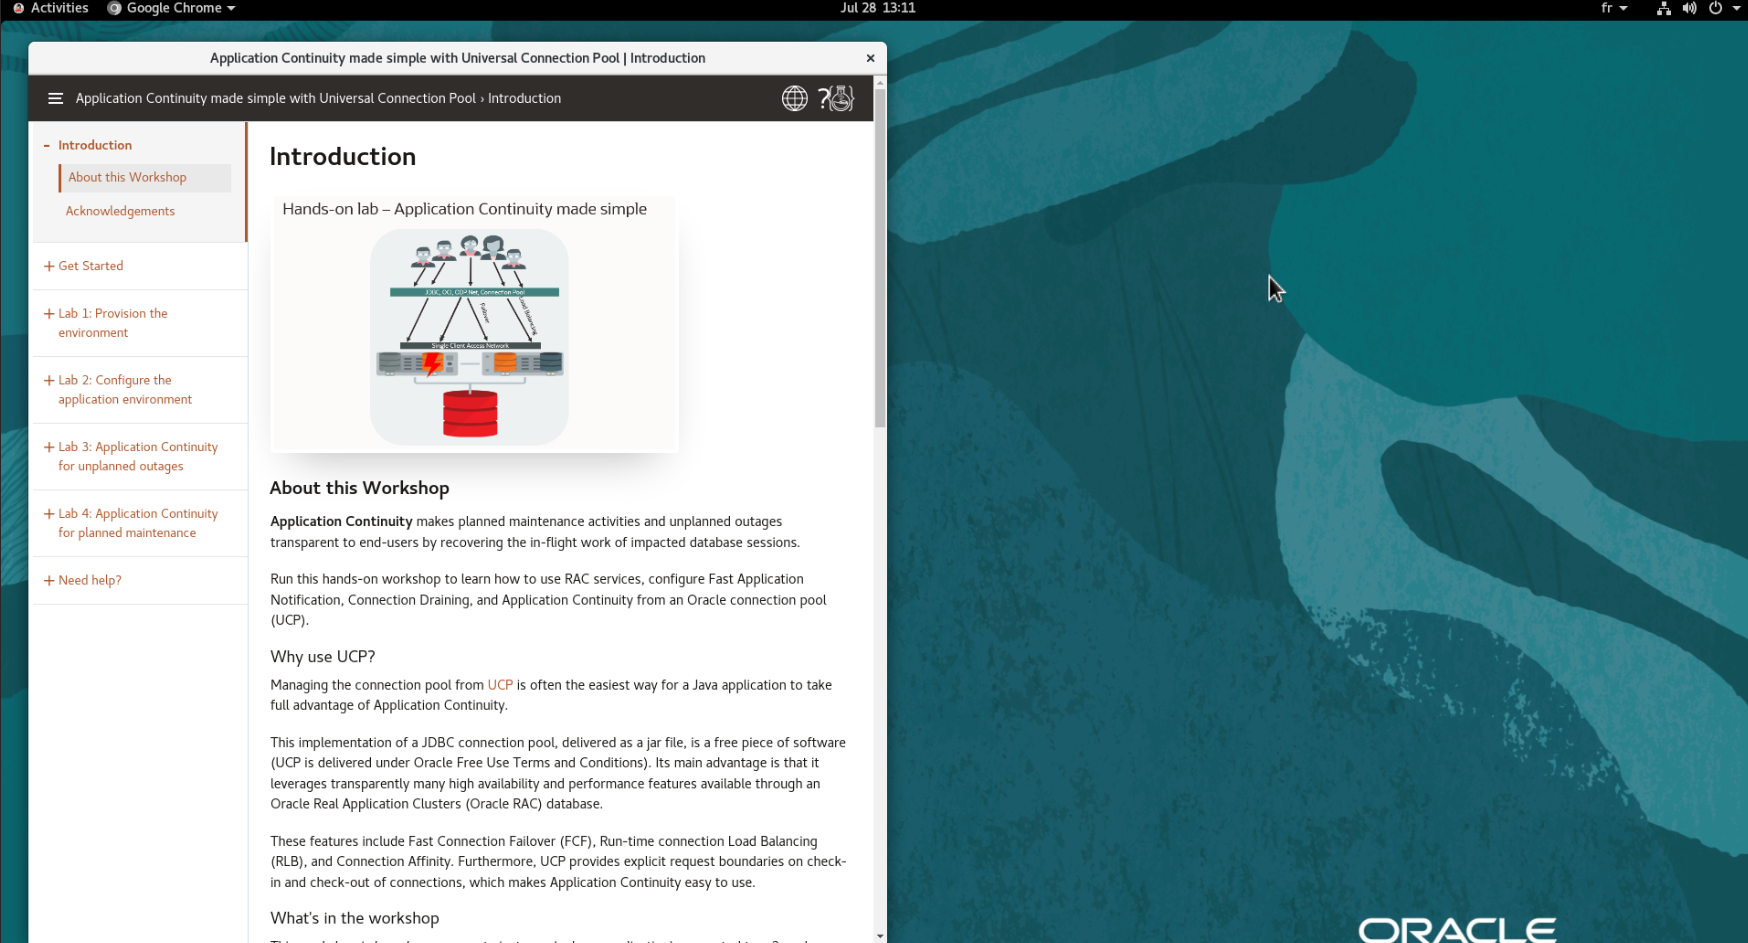 Activities Google Chrome Jul 28 13:11 fr
Application Continuity made simple with Universal Connection Pool | Introduction
Application Continuity made simple with Universal Connection Pool › Introduction
- Introduction
About this Workshop
Acknowledgements
+ Get Started
+ Lab 1: Provision the
environment
+ Lab 2: Configure the
application environment
+ Lab 3: Application Continuity
for unplanned outages
+ Lab 4: Application Continuity
for planned maintenance
+ Need help?
Introduction
Hands-on lab – Application Continuity made simple
JDBC, OCI, ODP.Net, Connection Pool
Failover
Load Balancing
Single Client Access Network
About this Workshop
Application Continuity makes planned maintenance activities and unplanned outages
transparent to end-users by recovering the in-flight work of impacted database sessions.
Run this hands-on workshop to learn how to use RAC services, configure Fast Application
Notification, Connection Draining, and Application Continuity from an Oracle connection pool
(UCP).
Why use UCP?
Managing the connection pool from UCP is often the easiest way for a Java application to take
full advantage of Application Continuity.
This implementation of a JDBC connection pool, delivered as a jar file, is a free piece of software
(UCP is delivered under Oracle Free Use Terms and Conditions). Its main advantage is that it
leverages transparently many high availability and performance features available through an
Oracle Real Application Clusters (Oracle RAC) database.
These features include Fast Connection Failover (FCF), Run-time connection Load Balancing
(RLB), and Connection Affinity. Furthermore, UCP provides explicit request boundaries on check-
in and check-out of connections, which makes Application Continuity easy to use.
What's in the workshop
ORACLE